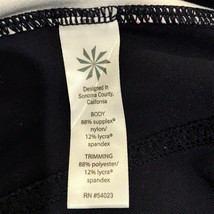 Designed in
Sonoma County,
California
BODY
88% supplex®
nylon/
12% lycra®
spandex
TRIMMING
88% polyester/
12% lycra®
spandex
RN #54023